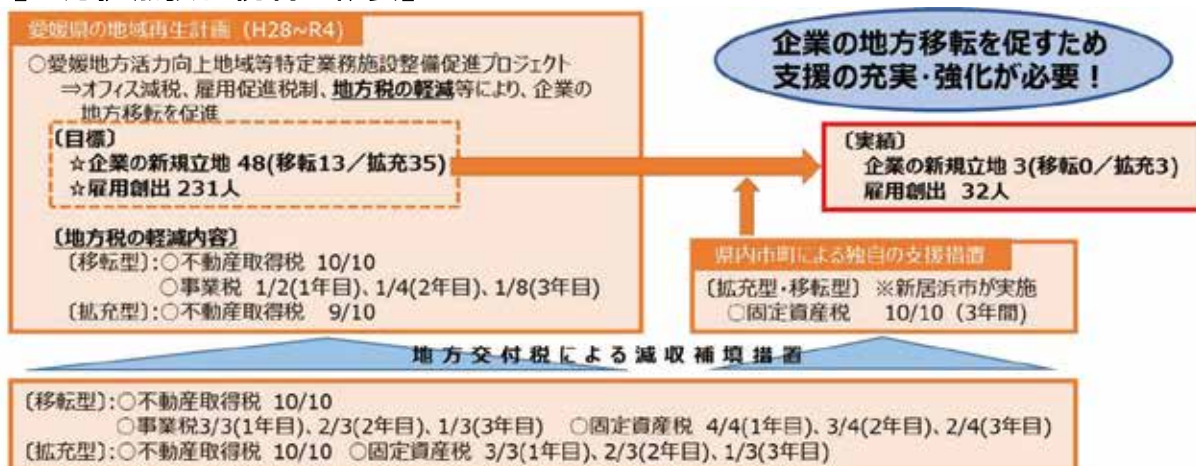 愛媛県の地域再生計画（H28~R4）
○愛媛地方活力向上地域等特定業務施設整備促進プロジェクト
⇒オフィス減税、雇用促進税制、地方税の軽減等により、企業の
地方移転を促進
〔目標〕
☆企業の新規立地 48(移転13／拡充35)
☆雇用創出 231人
〔地方税の軽減内容〕
〔移転型〕:○不動産取得税 10/10
○事業税 1/2(1年目)、1/4(2年目)、1/8(3年目)
〔拡充型〕:○不動産取得税 9/10
企業の地方移転を促すため
支援の充実・強化が必要！
〔実績〕
企業の新規立地 3(移転0／拡充3)
雇用創出 32人
県内市町による独自の支援措置
〔拡充型・移転型〕 ※新居浜市が実施
○固定資産税 10/10（3年間）
地方交付税による減収補填措置
〔移転型〕:○不動産取得税 10/10
○事業税3/3(1年目)、2/3(2年目)、1/3(3年目) ○固定資産税 4/4(1年目)、3/4(2年目)、2/4(3年目)
〔拡充型〕:○不動産取得税 10/10 ○固定資産税 3/3(1年目)、2/3(2年目)、1/3(3年目)